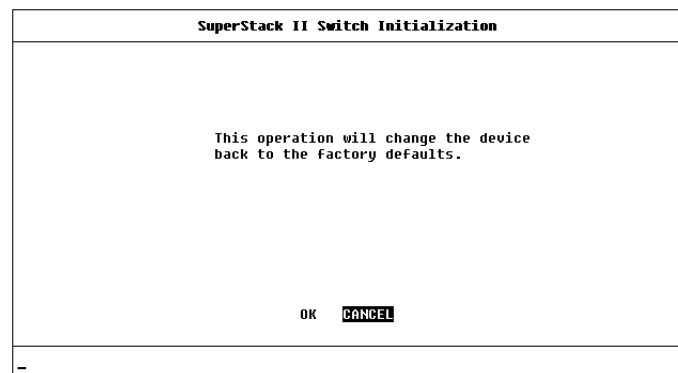 SuperStack II Switch Initialization
This operation will change the device
back to the factory defaults.
OK CANCEL